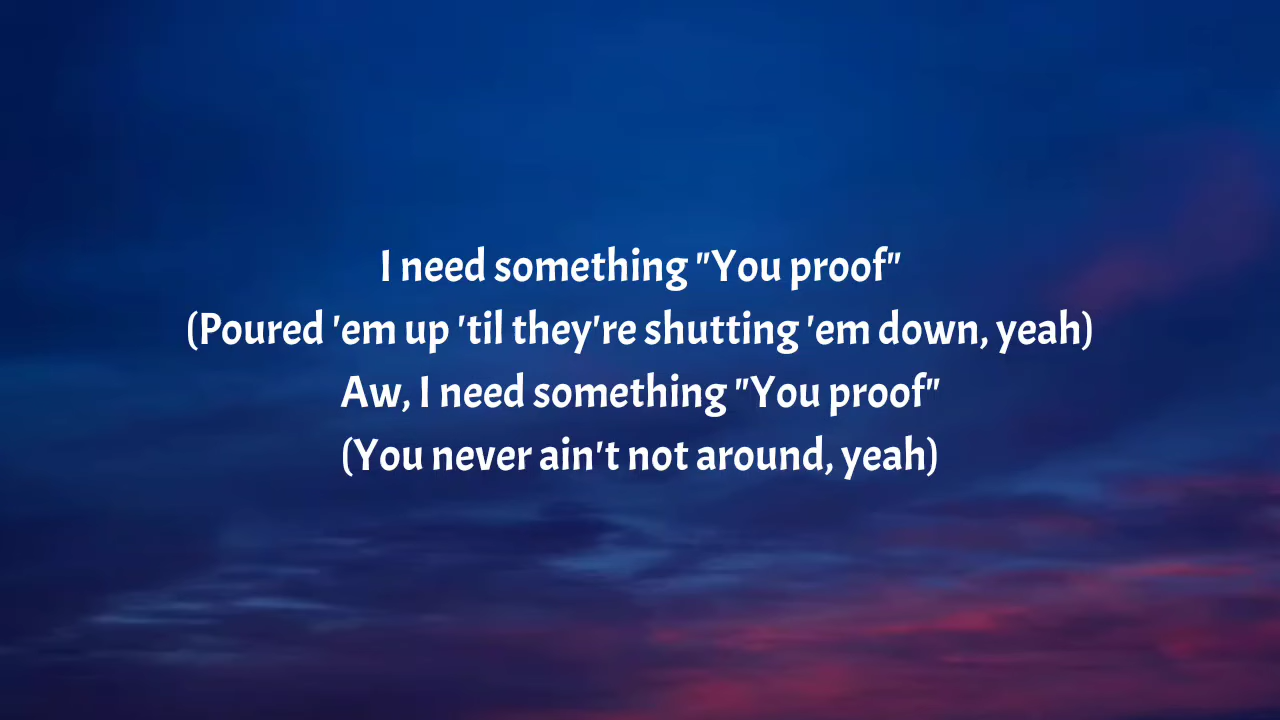 I need something "You proof"
(Poured 'em up 'til they're shutting 'em down, yeah)
Aw, I need something "You proof"
(You never ain't not around, yeah)